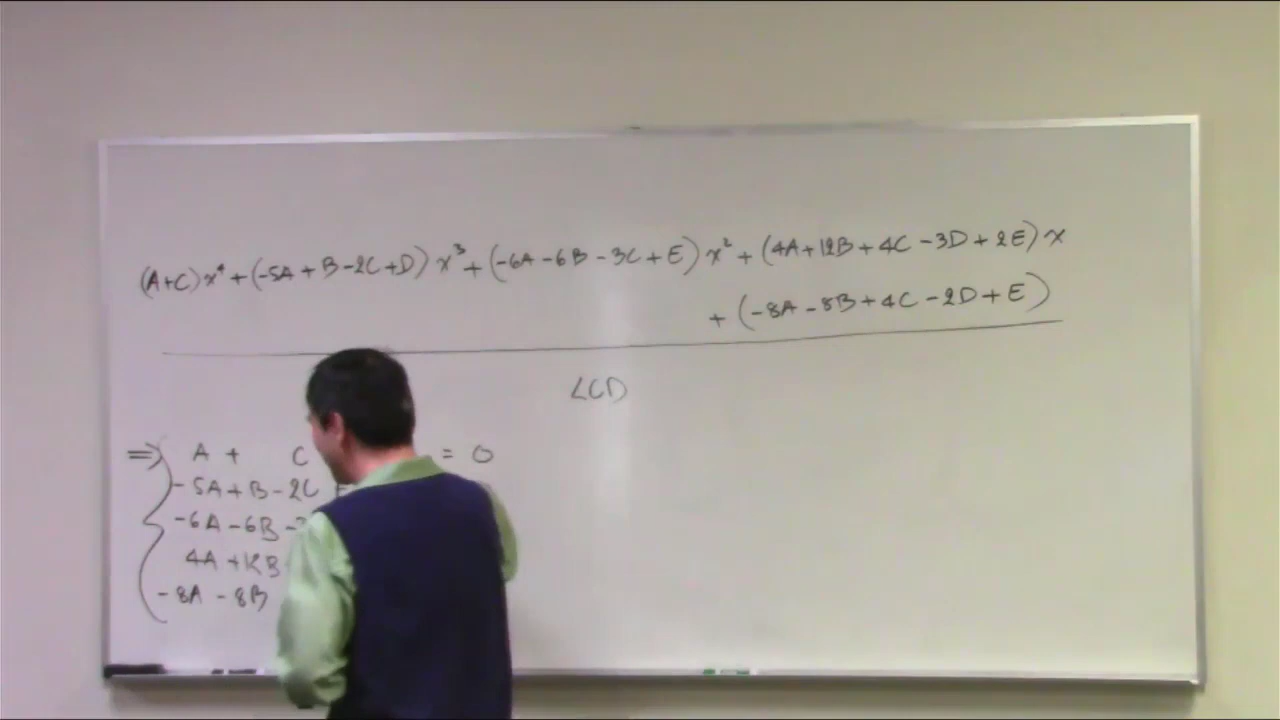 (A+C)x⁴ + (-5A + B - 2C + D) x³ + (-6A - 6B - 3C + E) x² + (4A + 12B + 4C - 3D + 2E) x
+ (-8A - 8B + 4C - 2D + E)
LCD
⇒ { A + C = 0
-5A + B - 2C
-6A - 6B -
4A + 12B
-8A - 8B